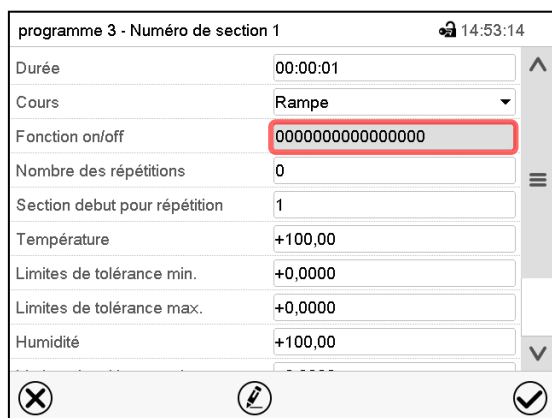 programme 3 - Numéro de section 1 14:53:14
Durée 00:00:01
Cours Rampe
Fonction on/off 0000000000000000
Nombre des répétitions 0
Section debut pour répétition 1
Température +100,00
Limites de tolérance min. +0,0000
Limites de tolérance max. +0,0000
Humidité +100,00